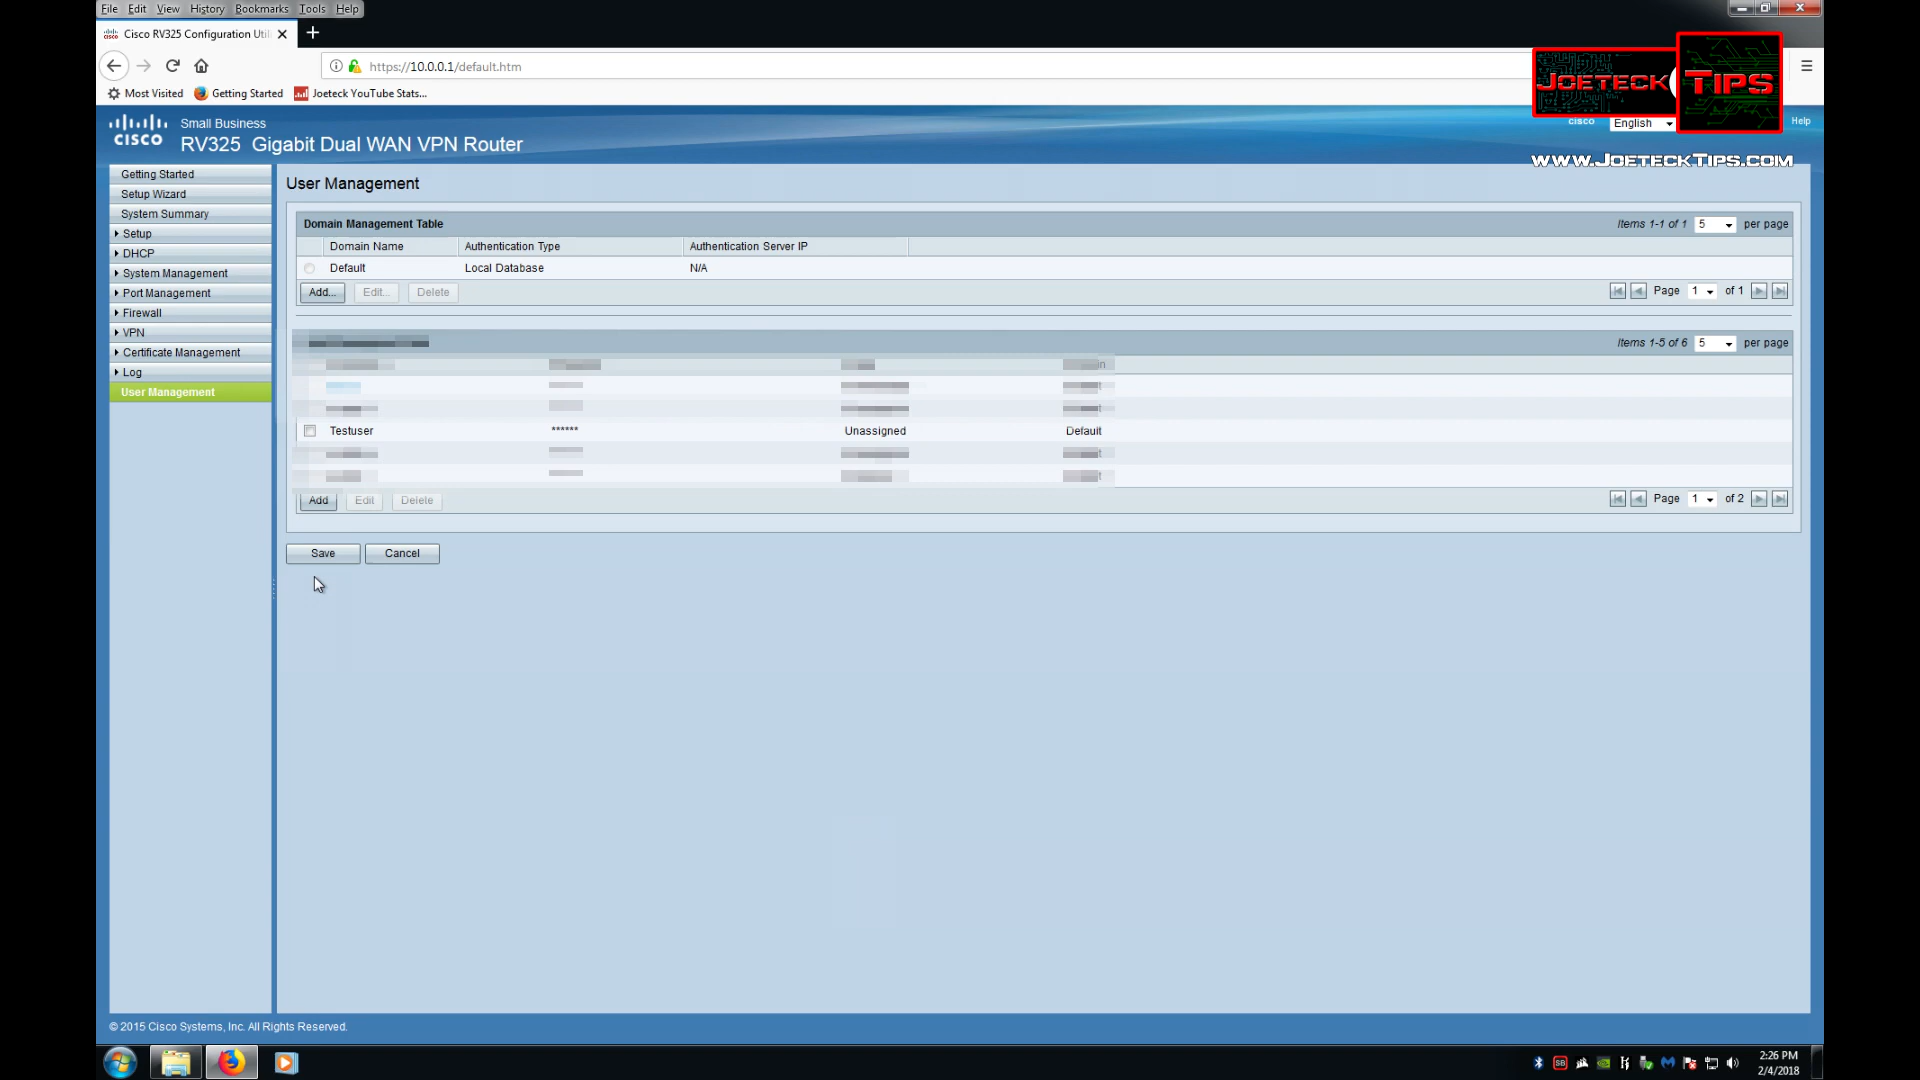 File Edit View History Bookmarks Tools Help
Cisco RV325 Configuration Uti
https://10.0.0.1/default.htm
Most Visited Getting Started Joeteck YouTube Stats...
JOETECK TIPS
www.JoeteckTips.com
cisco
Small Business
RV325 Gigabit Dual WAN VPN Router
cisco English Help
Getting Started
Setup Wizard
System Summary
Setup
DHCP
System Management
Port Management
Firewall
VPN
Certificate Management
Log
User Management
User Management
Domain Management Table Items 1-1 of 1 5 per page
Domain Name Authentication Type Authentication Server IP
Default Local Database N/A
Add... Edit... Delete Page 1 of 1
Items 1-5 of 6 5 per page
Testuser ****** Unassigned Default
Add Edit Delete Page 1 of 2
Save Cancel
© 2015 Cisco Systems, Inc. All Rights Reserved.
2:26 PM
2/4/2018